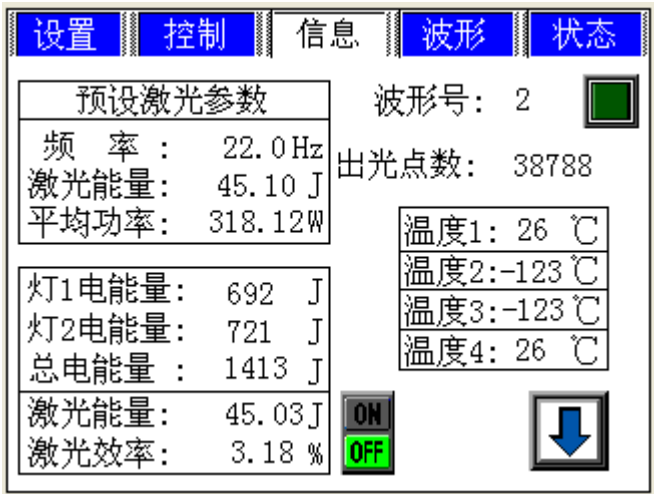 设置 控制 信息 波形 状态
预设激光参数
频 率 : 22.0Hz
激光能量: 45.10 J
平均功率: 318.12W
波形号: 2
出光点数: 38788
温度1: 26 ℃
温度2:-123 ℃
温度3:-123 ℃
温度4: 26 ℃
灯1电能量: 692 J
灯2电能量: 721 J
总电能量 : 1413 J
激光能量: 45.03J
激光效率: 3.18 %
ON
OFF